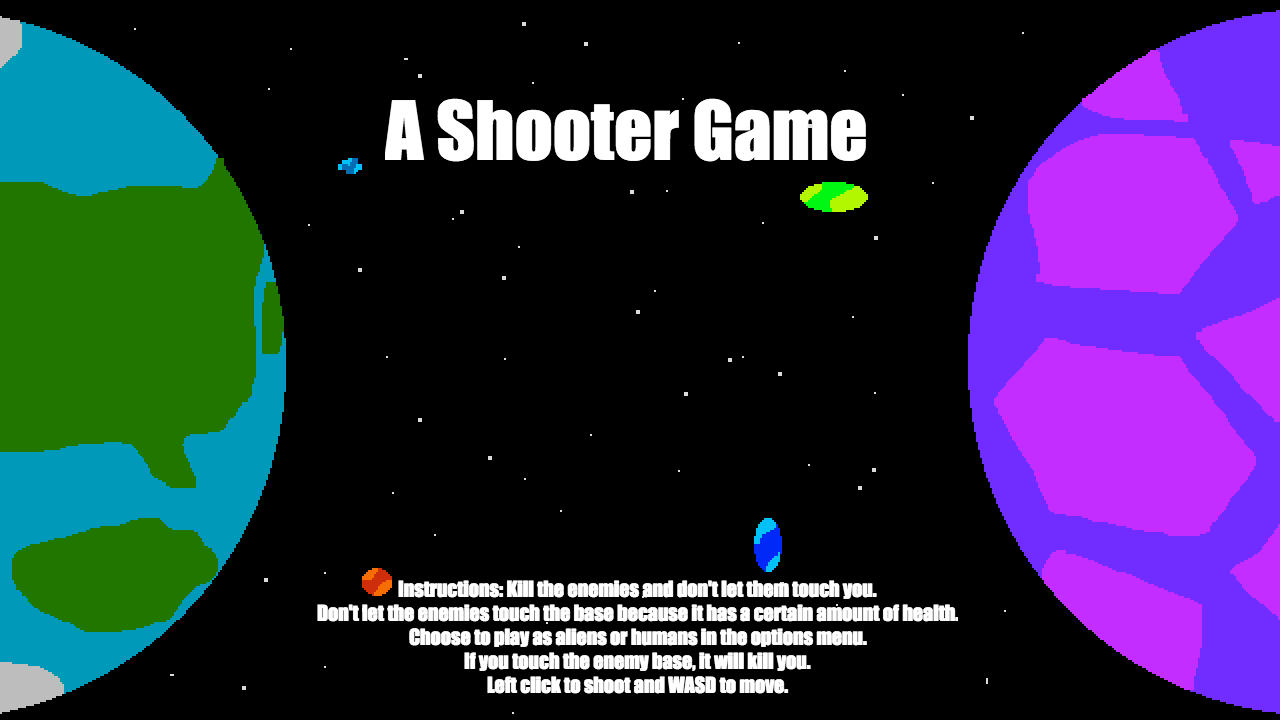 A Shooter Game
Instructions: Kill the enemies and don't let them touch you.
Don't let the enemies touch the base because it has a certain amount of health.
Choose to play as aliens or humans in the options menu.
If you touch the enemy base, it will kill you.
Left click to shoot and WASD to move.